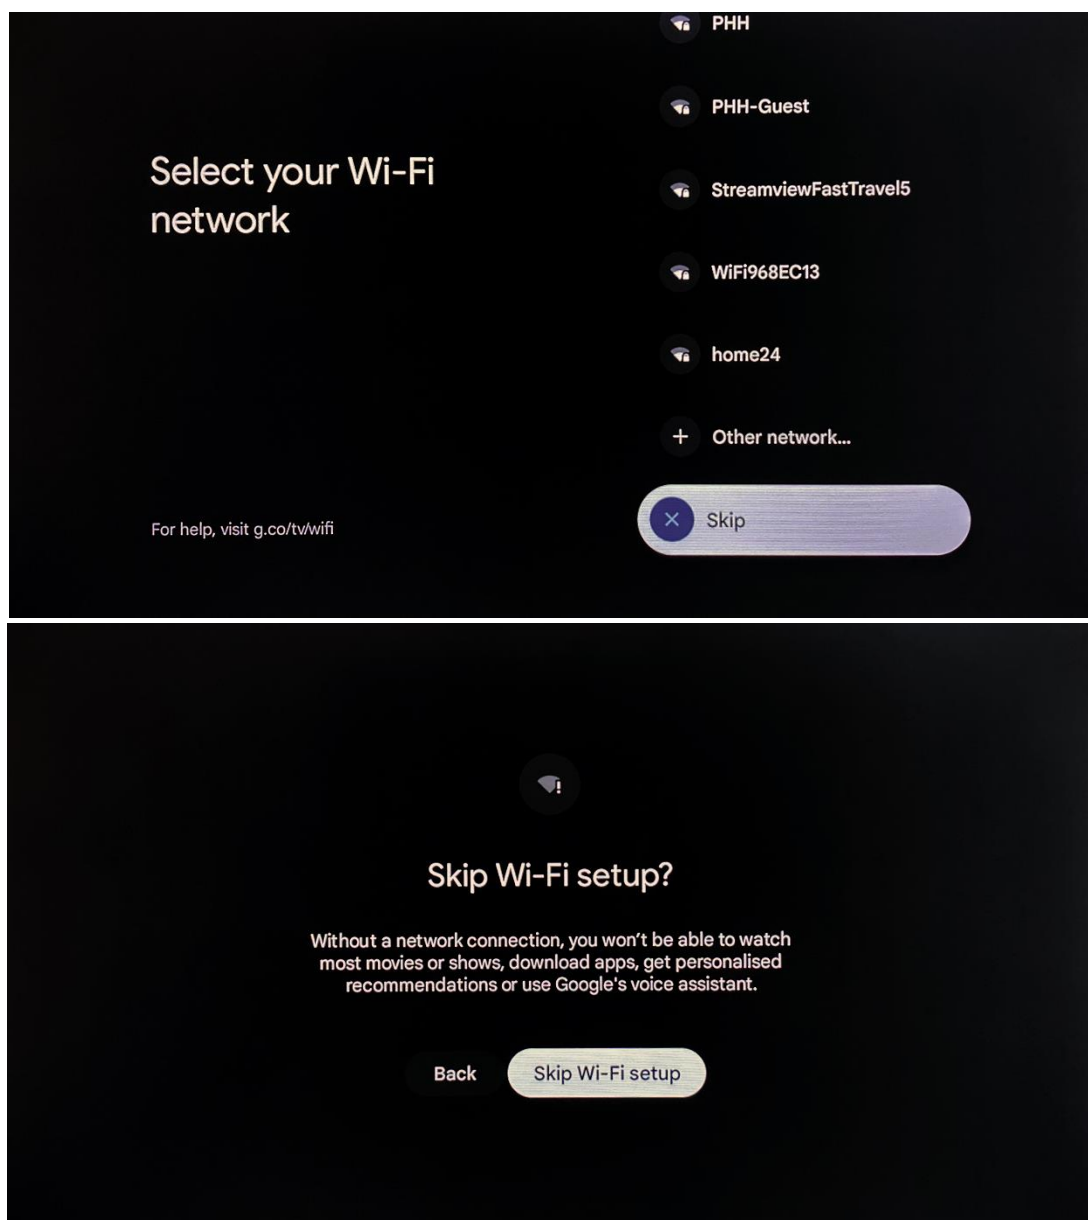 PHH
PHH-Guest
Select your Wi-Fi
network
StreamviewFastTravel5
WiFi968EC13
home24
Other network...
Skip
For help, visit g.co/tv/wifi
Skip Wi-Fi setup?
Without a network connection, you won't be able to watch
most movies or shows, download apps, get personalised
recommendations or use Google's voice assistant.
Back
Skip Wi-Fi setup